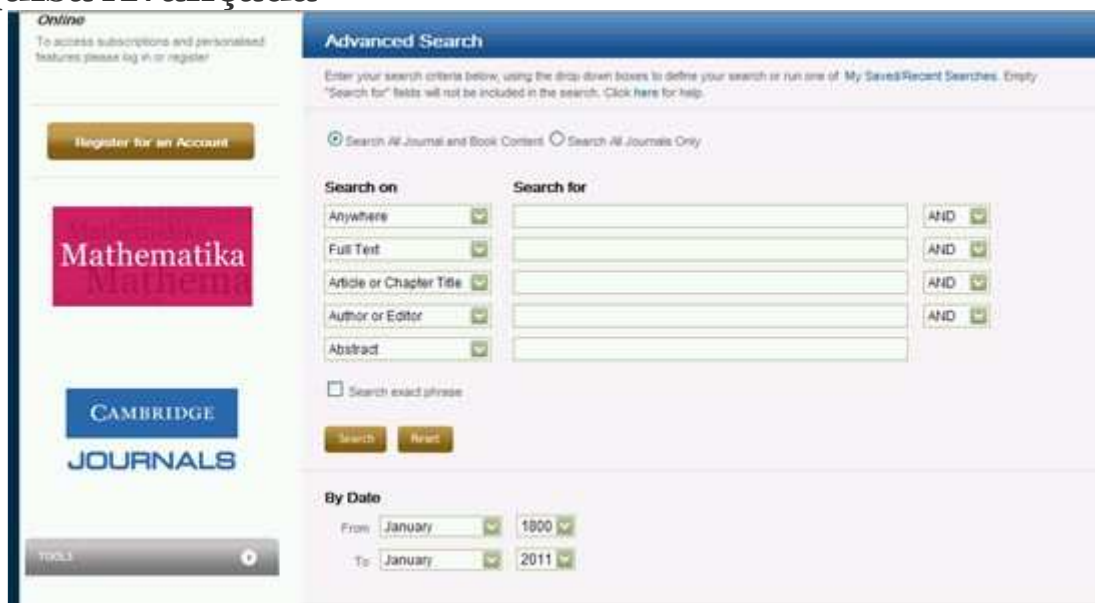 Online
To access subscriptions and personalised
features please log in or register
Register for an Account
Mathematika
Mathematika
Mathema
CAMBRIDGE
JOURNALS
TOOLS
Advanced Search
Enter your search criteria below, using the drop down boxes to define your search or run one of My Saved/Recent Searches. Empty
"Search for" fields will not be included in the search. Click here for help.
Search All Journal and Book Content Search All Journals Only
Search on Search for
Anywhere AND
Full Text AND
Article or Chapter Title AND
Author or Editor AND
Abstract
Search exact phrase
Search Reset
By Date
From January 1800
To January 2011